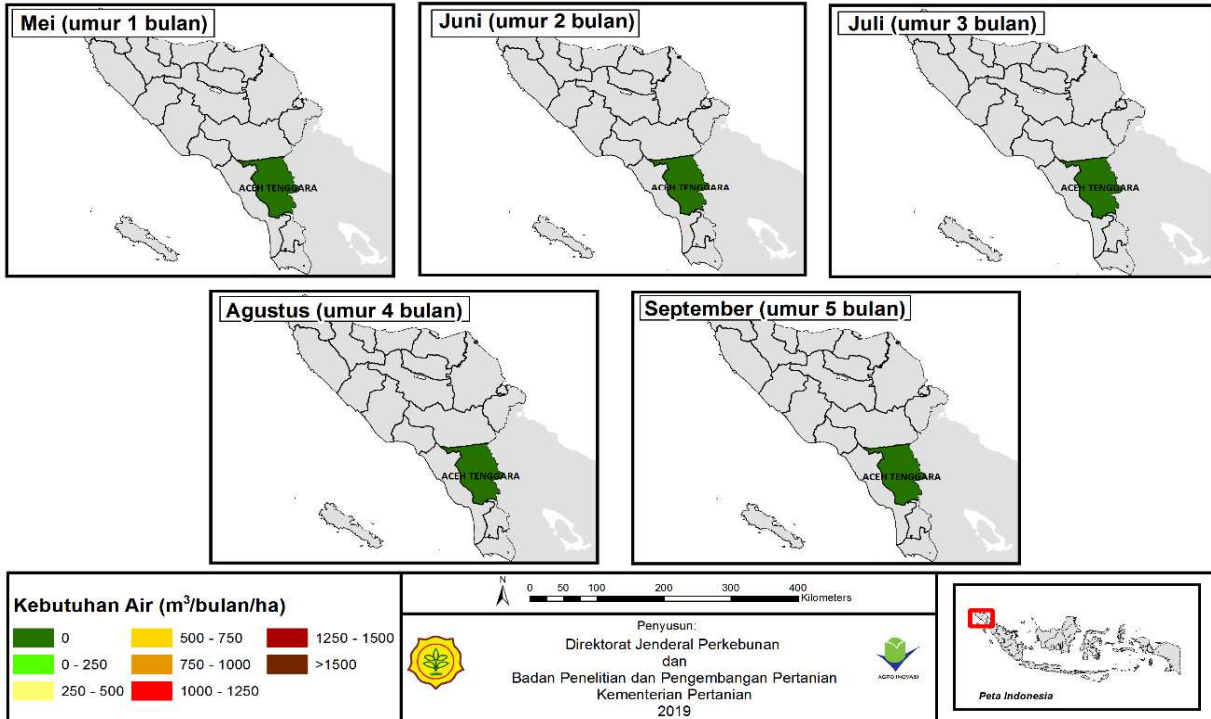 Mei (umur 1 bulan)
Juni (umur 2 bulan)
Juli (umur 3 bulan)
ACEH TENGGARA
ACEH TENGGARA
ACEH TENGGARA
Agustus (umur 4 bulan)
September (umur 5 bulan)
ACEH TENGGARA
ACEH TENGGARA
Kebutuhan Air (m³/bulan/ha)
0
0 - 250
250 - 500
500 - 750
750 - 1000
1000 - 1250
1250 - 1500
>1500
N
0 50 100 200 300 400
Kilometers
Penyusun:
Direktorat Jenderal Perkebunan
dan
Badan Penelitian dan Pengembangan Pertanian
Kementerian Pertanian
2019
AGRO INOVASI
Peta Indonesia